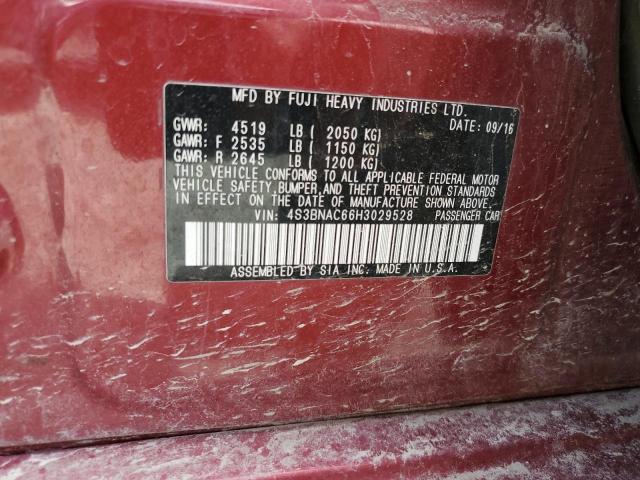 MFD BY FUJI HEAVY INDUSTRIES LTD.
DATE: 09/16
GVWR: 4519 LB ( 2050 KG)
GAWR: F 2535 LB ( 1150 KG)
GAWR: R 2645 LB ( 1200 KG)
THIS VEHICLE CONFORMS TO ALL APPLICABLE FEDERAL MOTOR
VEHICLE SAFETY, BUMPER, AND THEFT PREVENTION STANDARDS
IN EFFECT ON THE DATE OF MANUFACTURE SHOWN ABOVE.
VIN: 4S3BNAC66H3029528 PASSENGER CAR
ASSEMBLED BY SIA INC. MADE IN U.S.A.